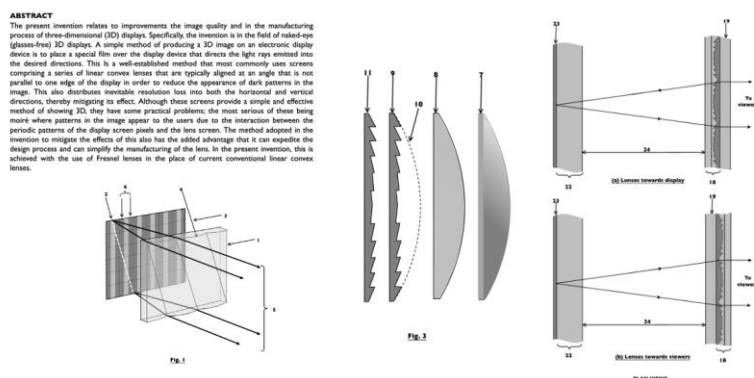 ABSTRACT
The present invention relates to improvements the image quality and in the manufacturing
process of three-dimensional (3D) displays. Specifically, the invention is in the field of naked-eye
(glasses-free) 3D displays. A simple method of producing a 3D image on an electronic display
device is to place a special film over the display device that directs the light rays emitted into
the desired directions. This Is a well-established method that most commonly uses screens
comprising a series of linear convex lenses that are typically aligned at an angle that is not
parallel to one edge of the display in order to reduce the appearance of dark patterns in the
image. This also distributes inevitable resolution loss into both the horizontal and vertical
directions, thereby mitigating its effect. Although these screens provide a simple and effective
method of showing 3D, they have some practical problems; the most serious of these being
moiré where patterns in the image appear to the users due to the interaction between the
periodic patterns of the display screen pixels and the lens screen. The method adopted in the
invention to mitigate the effects of this also has the added advantage that it can expedite the
design process and can simplify the manufacturing of the lens. In the present invention, this is
achieved with the use of Fresnel lenses in the place of current conventional linear convex
lenses.
6
3
4
2
1
5
Fig. 1
11
9
8
7
10
Fig. 3
23
19
To
viewers
24
22
(a) Lenses towards display
18
23
19
To
viewers
24
22
(b) Lenses towards viewers
18